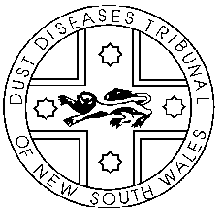 DUST DISEASES TRIBUNAL
OF NEW SOUTH WALES